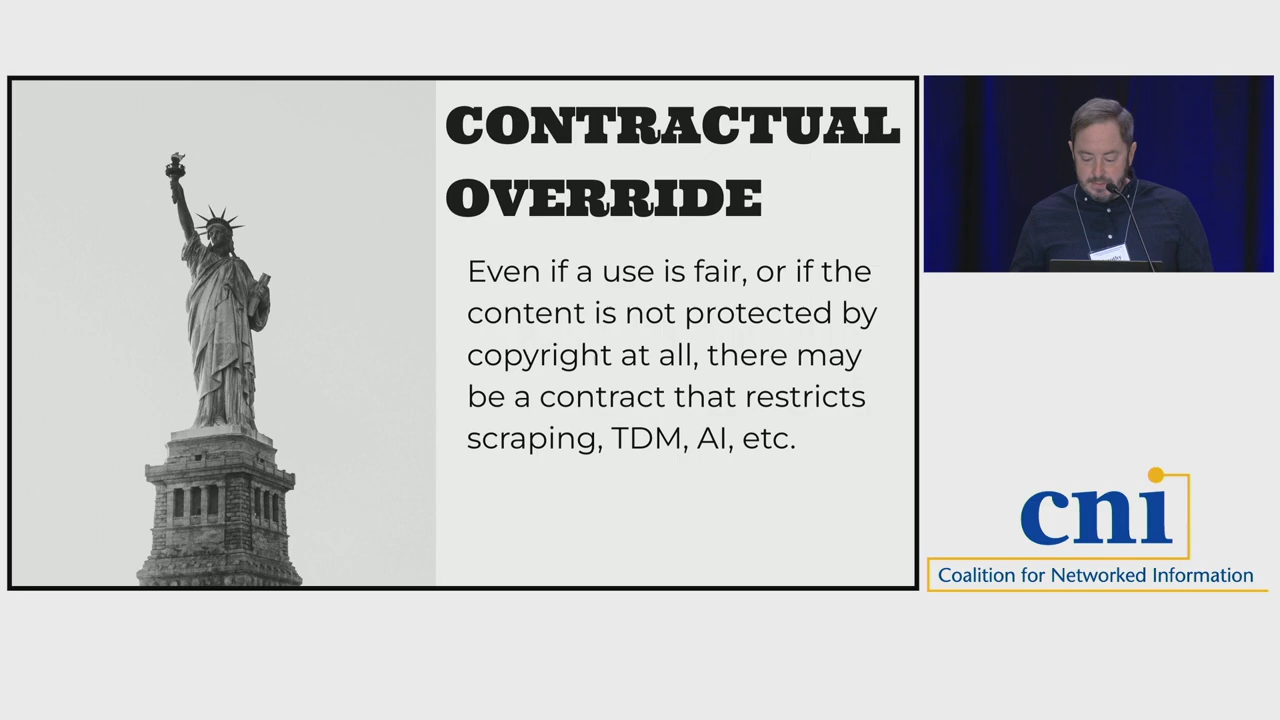 CONTRACTUAL
OVERRIDE
Even if a use is fair, or if the
content is not protected by
copyright at all, there may
be a contract that restricts
scraping, TDM, AI, etc.
cni
Coalition for Networked Information